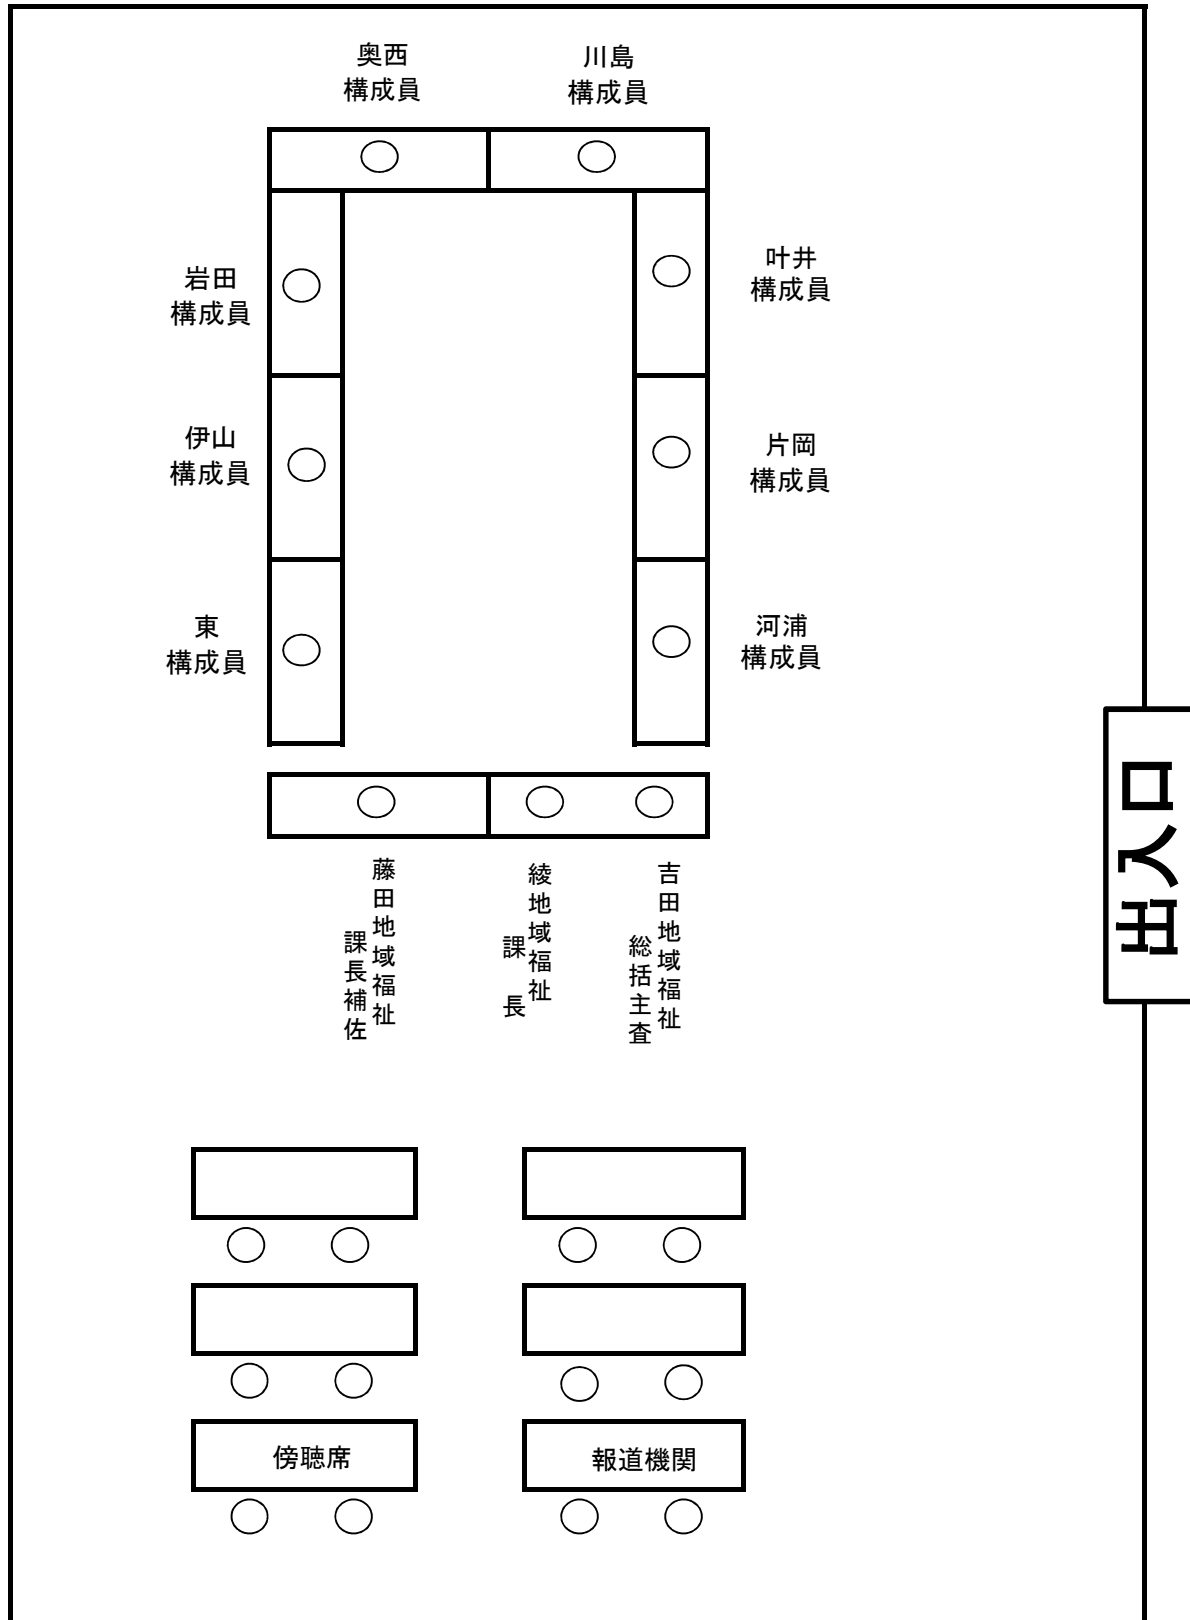 奥西
構成員
川島
構成員
岩田
構成員
叶井
構成員
伊山
構成員
片岡
構成員
東
構成員
河浦
構成員
出入口
藤田地域福祉
課長補佐
綾地域福祉
課　長
吉田地域福祉
総括主査
傍聴席
報道機関